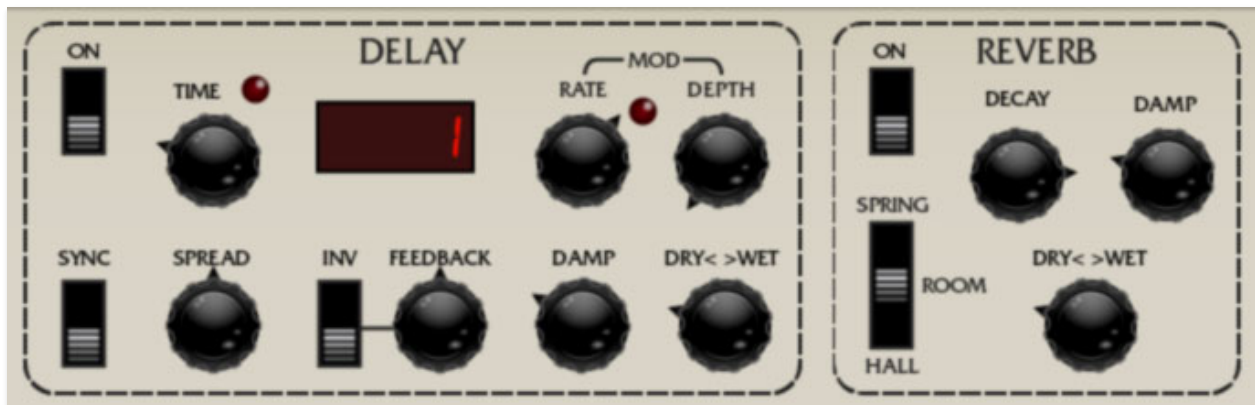 ON
DELAY
MOD
TIME
RATE
DEPTH
1
SYNC
SPREAD
INV
FEEDBACK
DAMP
DRY< >WET
ON
REVERB
DECAY
DAMP
SPRING
ROOM
HALL
DRY< >WET